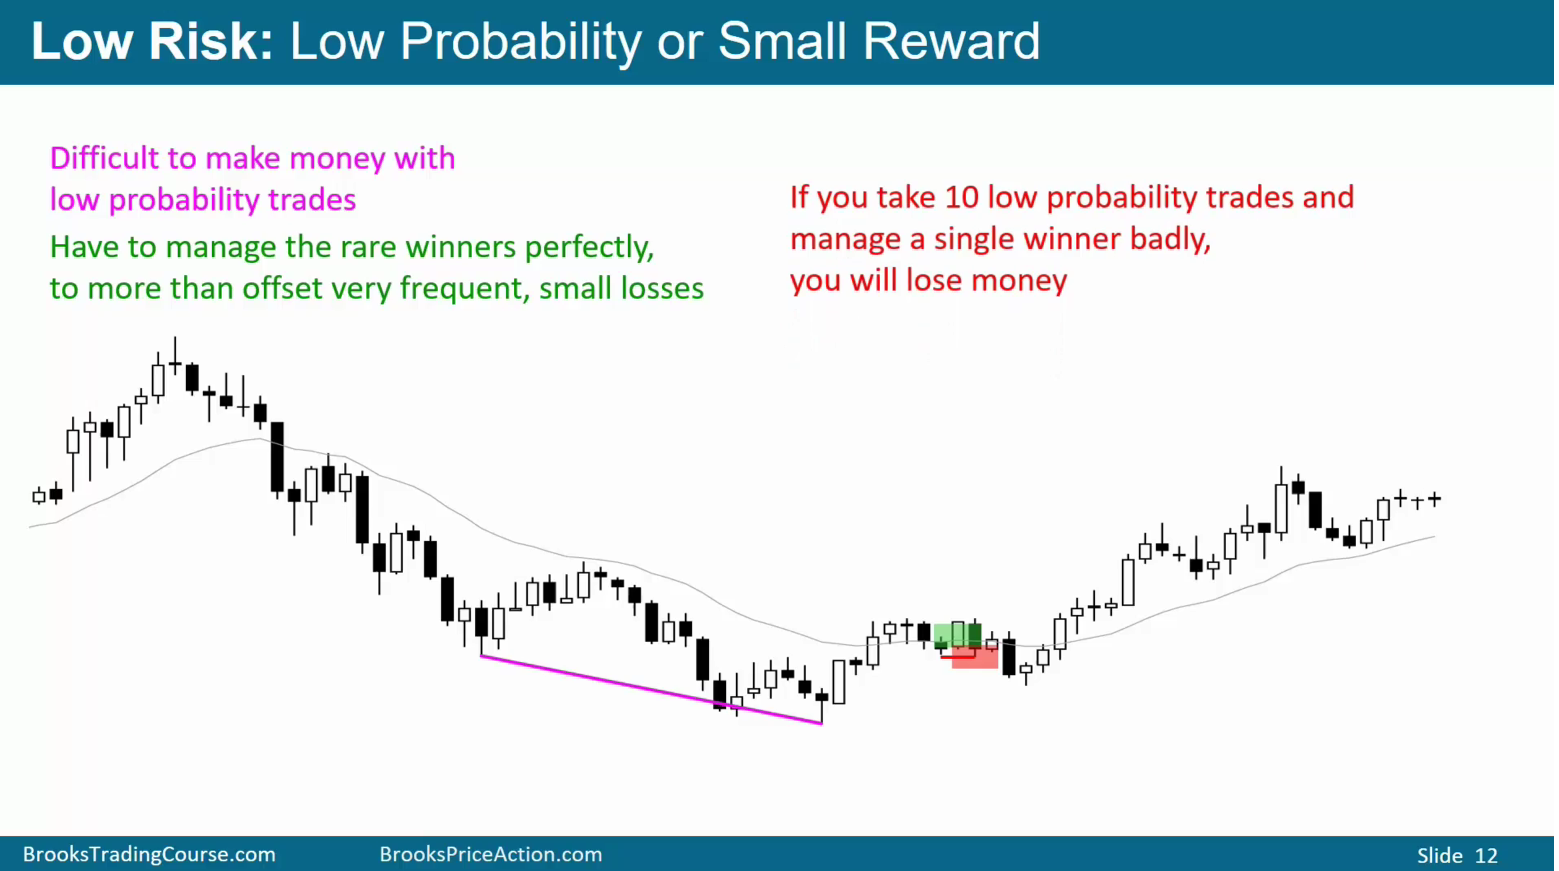 Low Risk: Low Probability or Small Reward
Difficult to make money with
low probability trades
Have to manage the rare winners perfectly,
to more than offset very frequent, small losses
If you take 10 low probability trades and
manage a single winner badly,
you will lose money
BrooksTradingCourse.com
BrooksPriceAction.com
Slide 12